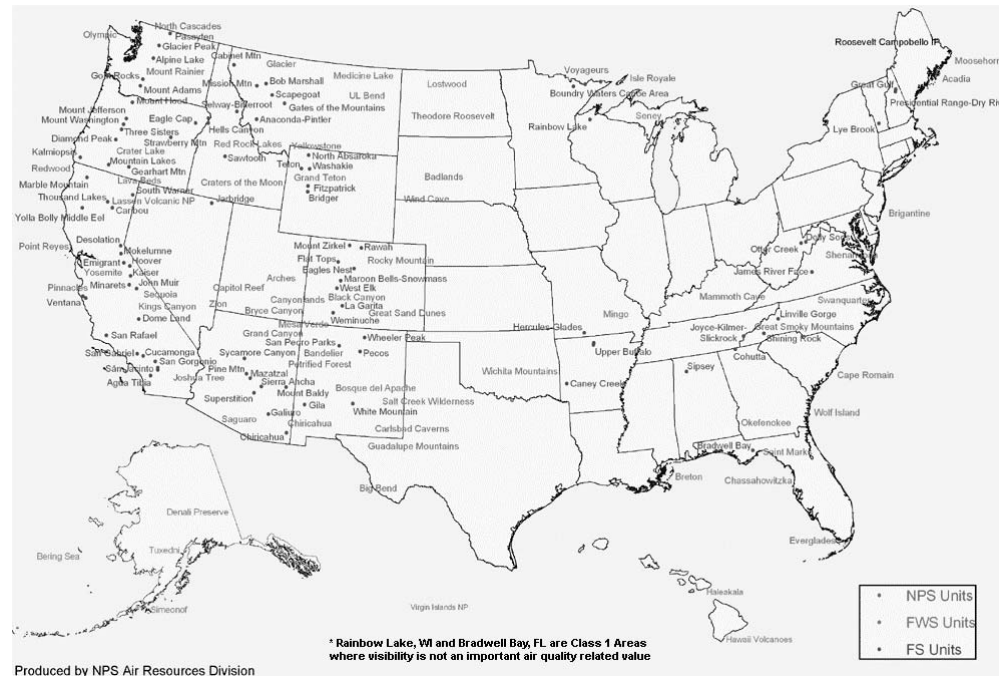 North Cascades
Olympic
Pasayten
Glacier Peak
Alpine Lake
Goat Rocks
Mount Rainier
Mount Adams
Mount Hood
Mount Jefferson
Mount Washington
Eagle Cap
Three Sisters
Diamond Peak
Strawberry Mtn
Hells Canyon
Crater Lake
Kalmiopsis
Mountain Lakes
Gearhart Mtn
Redwood
Lava Beds
Marble Mountain
South Warner
Thousand Lakes
Lassen Volcanic NP
Caribou
Yolla Bolly Middle Eel
Jarbridge
Desolation
Point Reyes
Mokelumne
Emigrant
Hoover
Yosemite
Kaiser
Pinnacles
Minarets
John Muir
Sequoia
Ventana
Kings Canyon
Dome Land
San Rafael
San Gabriel
Cucamonga
San Gorgonio
San Jacinto
Joshua Tree
Agua Tibia
Cabinet Mtn
Glacier
Medicine Lake
Mission Mtn
Bob Marshall
Scapegoat
UL Bend
Selway-Bitterroot
Gates of the Mountains
Anaconda-Pintler
Red Rock Lakes
Yellowstone
Sawtooth
North Absaroka
Teton
Washakie
Grand Teton
Craters of the Moon
Fitzpatrick
Bridger
Mount Zirkel
Rawah
Flat Tops
Rocky Mountain
Eagles Nest
Maroon Bells-Snowmass
West Elk
Arches
Capitol Reef
Canyonlands
Black Canyon
La Garita
Zion
Bryce Canyon
Great Sand Dunes
Weminuche
Mesa Verde
Grand Canyon
San Pedro Parks
Wheeler Peak
Sycamore Canyon
Bandelier
Pecos
Petrified Forest
Pine Mtn
Mazatzal
Sierra Ancha
Superstition
Mount Baldy
Bosque del Apache
Gila
Salt Creek Wilderness
White Mountain
Galiuro
Saguaro
Chiricahua
Chiricahua
Carlsbad Caverns
Guadalupe Mountains
Big Bend
Lostwood
Theodore Roosevelt
Badlands
Wind Cave
Voyageurs
Isle Royale
Boundry Waters Canoe Area
Seney
Rainbow Lake
Hercules-Glades
Mingo
Upper Buffalo
Wichita Mountains
Caney Creek
Mammoth Cave
Sipsey
Joyce-Kilmer-
Slickrock
Great Smoky Mountains
Linville Gorge
Shining Rock
Cohutta
Swanquarter
Cape Romain
Wolf Island
Okefenokee
Bradwell Bay
Saint Mark
Breton
Chassahowitzka
Everglades
Otter Creek
Dolly Sods
Shenandoah
James River Face
Brigantine
Lye Brook
Great Gulf
Presidential Range-Dry Ri
Acadia
Moosehorn
Roosevelt Campobello IP
Denali Preserve
Bering Sea
Tuxedni
Simeonof
Virgin Islands NP
Haleakala
Hawaii Volcanoes
NPS Units
FWS Units
FS Units
* Rainbow Lake, WI and Bradwell Bay, FL are Class 1 Areas
where visibility is not an important air quality related value
Produced by NPS Air Resources Division